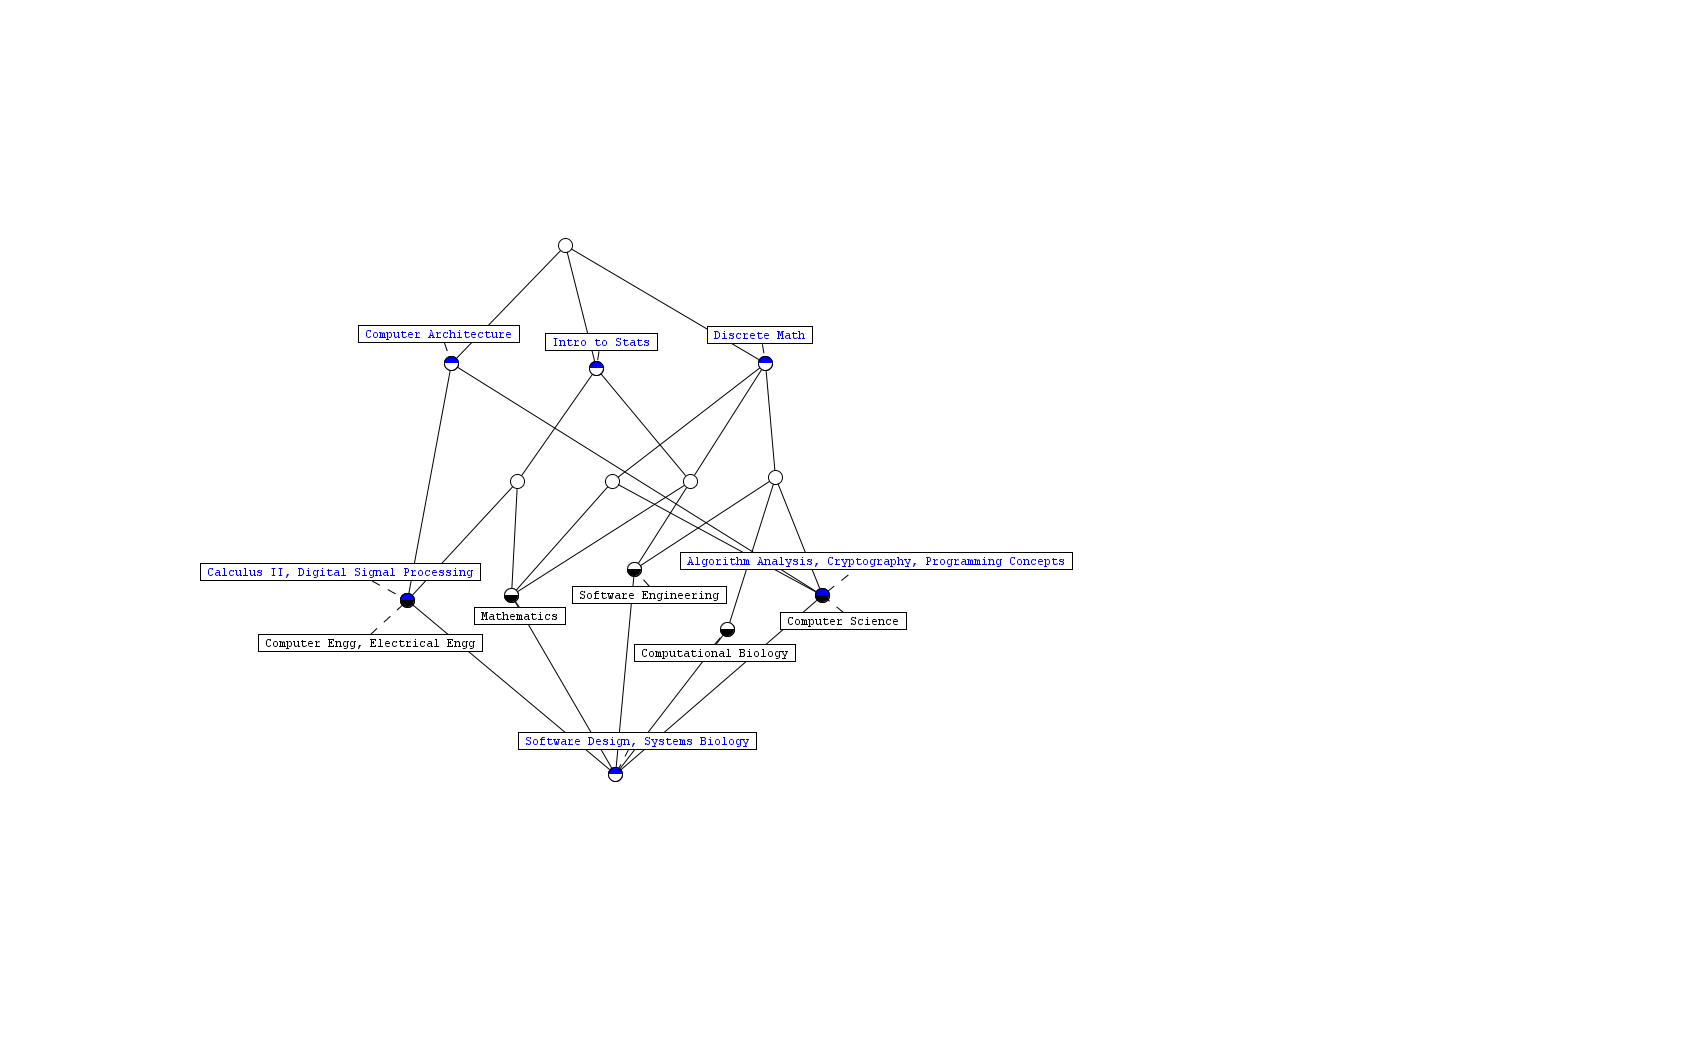 Computer Architecture
Intro to Stats
Discrete Math
Algorithm Analysis, Cryptography, Programming Concepts
Calculus II, Digital Signal Processing
Software Engineering
Mathematics
Computer Science
Computer Engg, Electrical Engg
Computational Biology
Software Design, Systems Biology